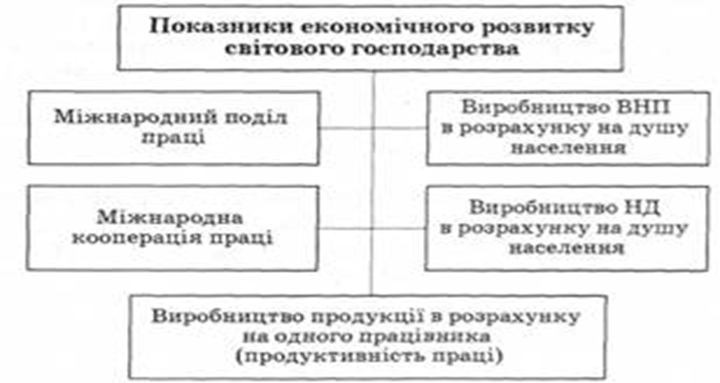 Показники економічного розвитку
світового господарства
Міжнародний поділ
праці
Виробництво ВНП
в розрахунку на душу
населення
Міжнародна
кооперація праці
Виробництво НД
в розрахунку на душу
населення
Виробництво продукції в розрахунку
на одного працівника
(продуктивність праці)